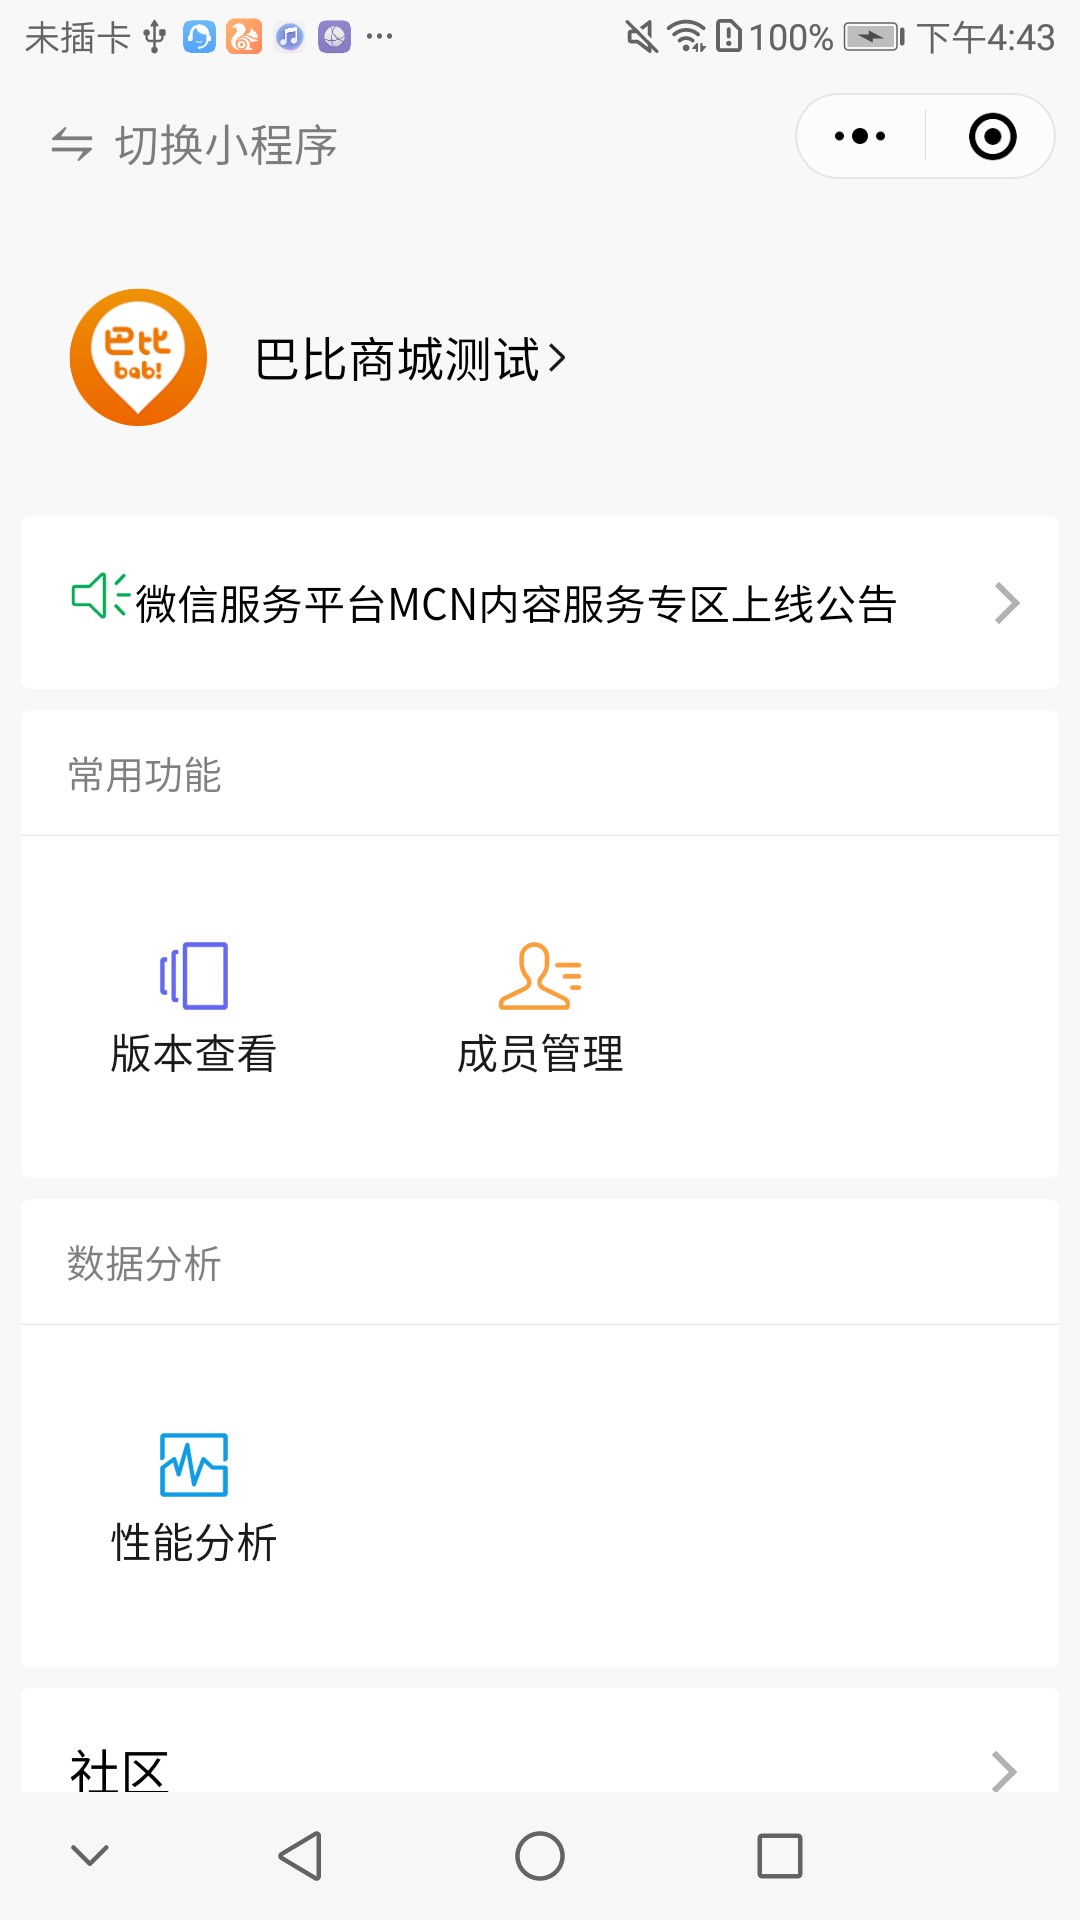 未插卡 100% 下午4:43
切换小程序
巴比
babi
巴比商城测试
微信服务平台MCN内容服务专区上线公告
常用功能
版本查看 成员管理
数据分析
性能分析
社区